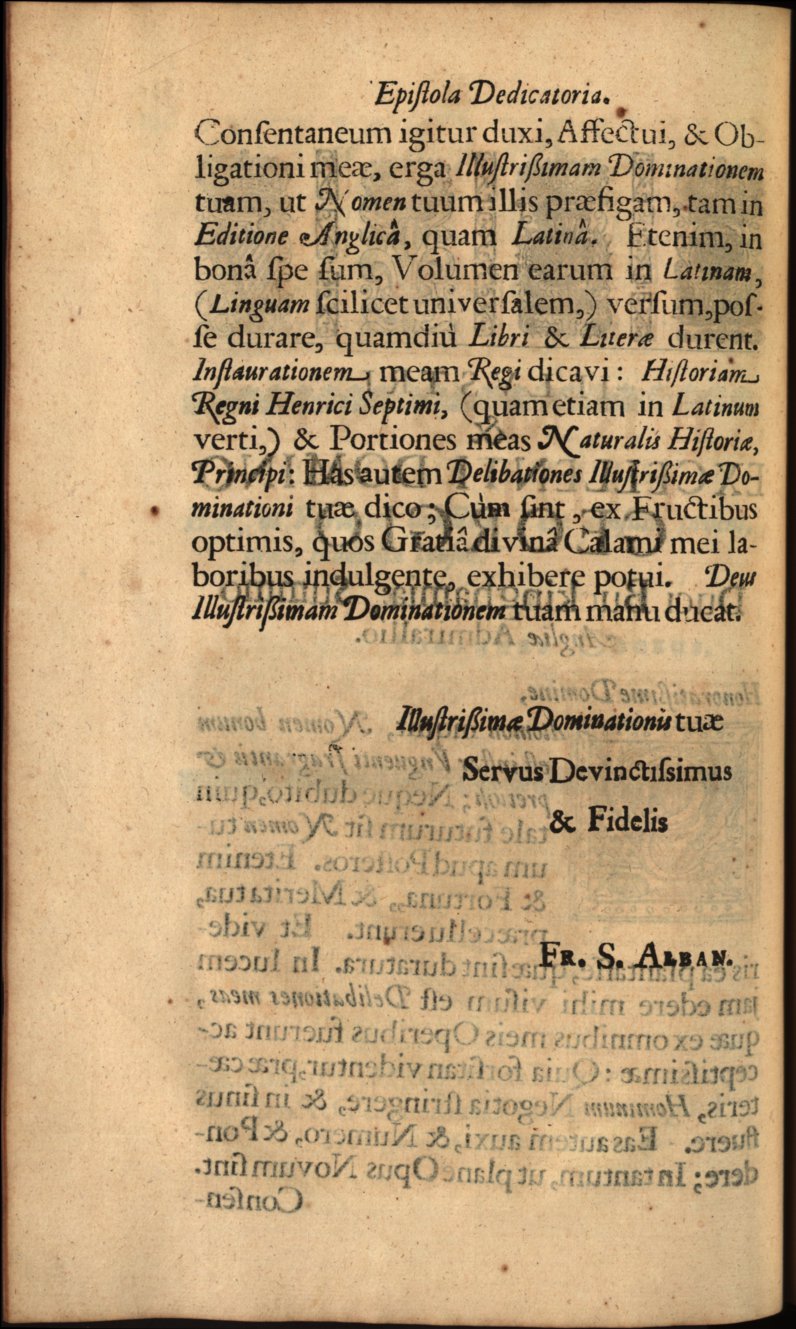 Epiſtola Dedicatoria.
Conſentaneum igitur duxi, Affectui, & Ob-
ligationi meæ, erga Illuſtrißimam Dominationem
tuam, ut Nomen tuum illis præfigam, tam in
Editione Anglicâ, quam Latinâ. Etenim, in
bonâ ſpe ſum, Volumen earum in Latinam,
(Linguam ſcilicet univerſalem,) verſum, poſ-
ſe durare, quamdiù Libri & Literæ durent.
Inſtaurationem meam Regi dicavi: Hiſtoriam
Regni Henrici Septimi, (quam etiam in Latinum
verti,) & Portiones meas Naturalis Hiſtoriæ,
Principi: Has autem Delibationes Illuſtrißimæ Do-
minationi tuæ dico; Cùm ſint, ex Fructibus
optimis, quos Gratiâ divinâ Calami mei la-
boribus indulgente, exhibere potui. Deus
Illuſtrißimam Dominationem tuam manu ducat.
Illuſtrißimæ Dominationis tuæ
Servus Devinctiſsimus
& Fidelis
FR. S. ALBAN.